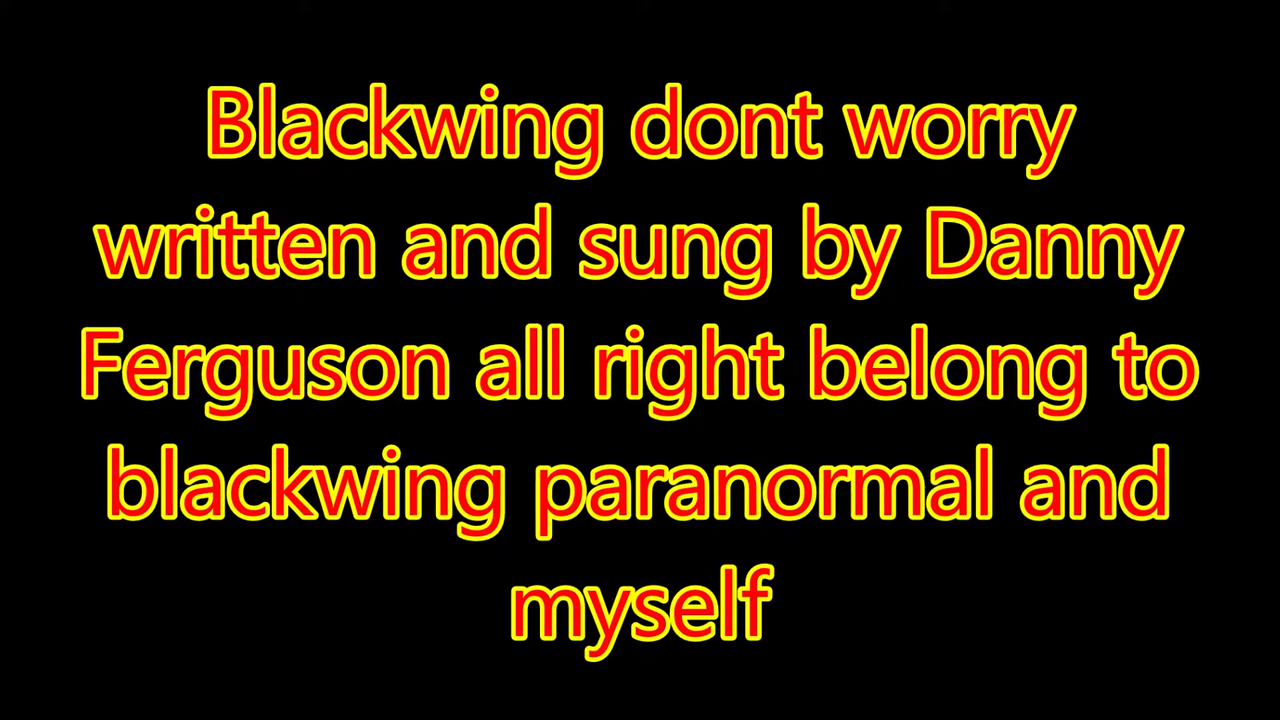 Blackwing dont worry
written and sung by Danny
Ferguson all right belong to
blackwing paranormal and
myself